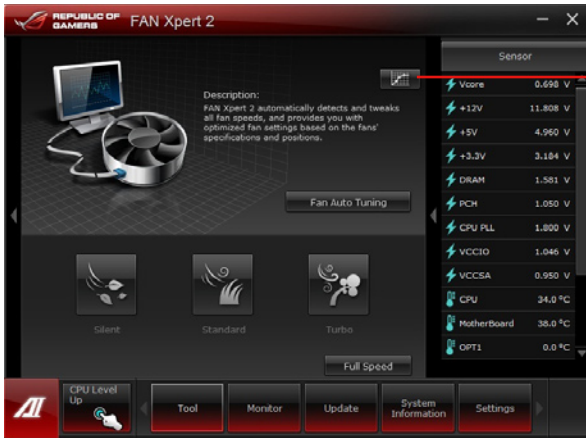 REPUBLIC OF
GAMERS
FAN Xpert 2
Description:
FAN Xpert 2 automatically detects and tweaks
all fan speeds, and provides you with
optimized fan settings based on the fans'
specifications and positions.
Fan Auto Tuning
Silent
Standard
Turbo
Full Speed
Sensor
Vcore 0.698 V
+12V 11.808 V
+5V 4.960 V
+3.3V 3.184 V
DRAM 1.581 V
PCH 1.050 V
CPU PLL 1.800 V
VCCIO 1.046 V
VCCSA 0.950 V
CPU 34.0 °C
MotherBoard 38.0 °C
OPT1 0.0 °C
AI
CPU Level
Up
Tool
Monitor
Update
System
Information
Settings